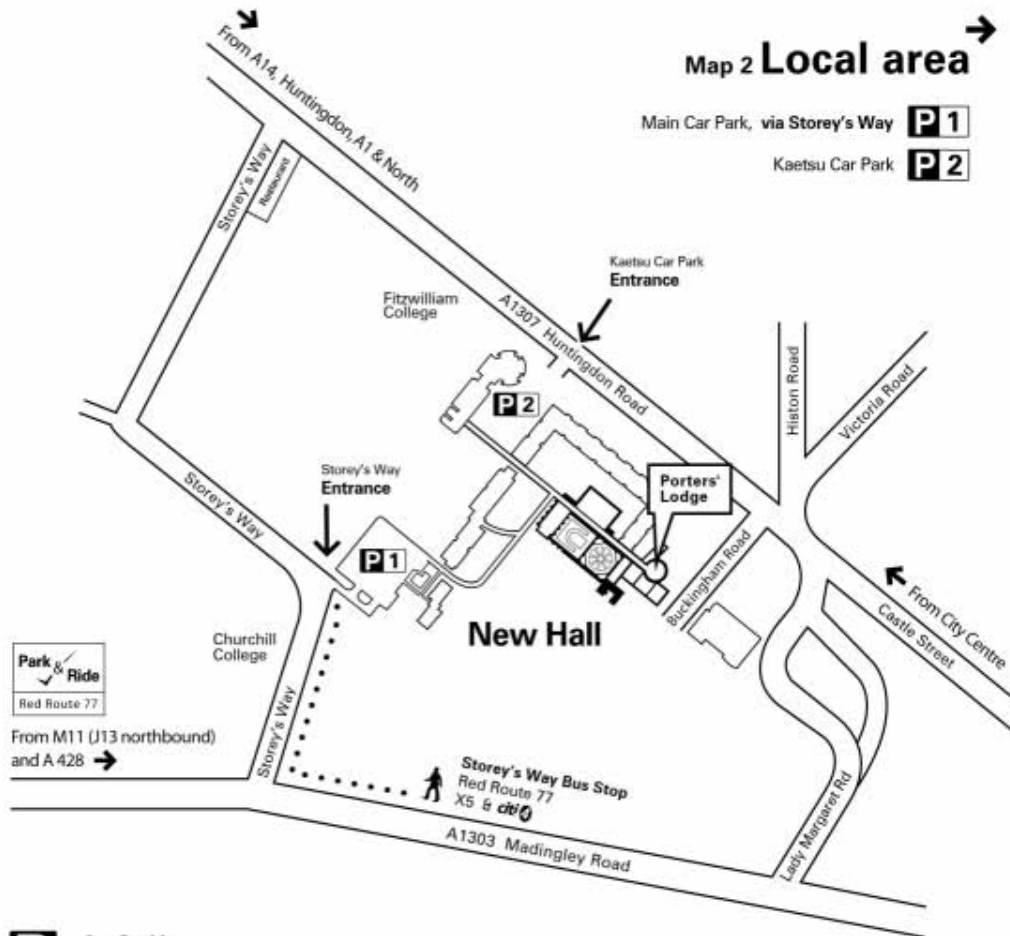 From A14, Huntingdon, A1 & North
Map 2 Local area
Main Car Park, via Storey's Way P 1
Kaetsu Car Park P 2
Storey's Way
Restaurant
Kaetsu Car Park
Entrance
Fitzwilliam
College
A1307 Huntingdon Road
Histon Road
Victoria Road
P 2
Storey's Way
Storey's Way
Entrance
Porters'
Lodge
P 1
Buckingham Road
New Hall
From City Centre
Castle Street
Churchill
College
Park & Ride
Red Route 77
From M11 (J13 northbound)
and A 428
Storey's Way
Storey's Way Bus Stop
Red Route 77
X5 & citi
A1303 Madingley Road
Lady Margaret Rd